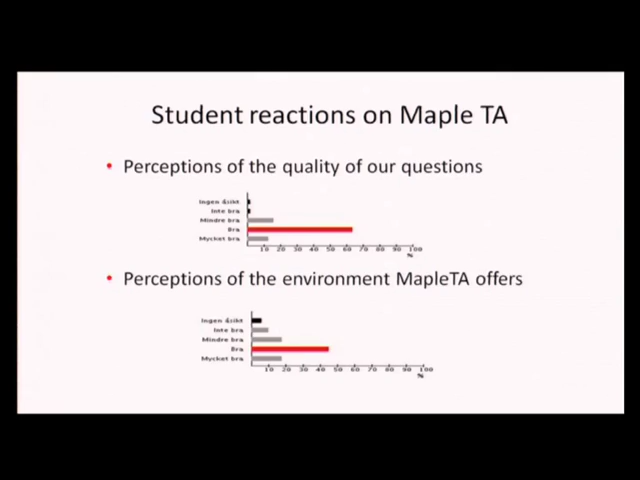 Student reactions on Maple TA
• Perceptions of the quality of our questions
Ingen åsikt
Inte bra
Mindre bra
Bra
Mycket bra
10 20 30 40 50 60 70 80 90 100
%
• Perceptions of the environment MapleTA offers
Ingen åsikt
Inte bra
Mindre bra
Bra
Mycket bra
10 20 30 40 50 60 70 80 90 100
%